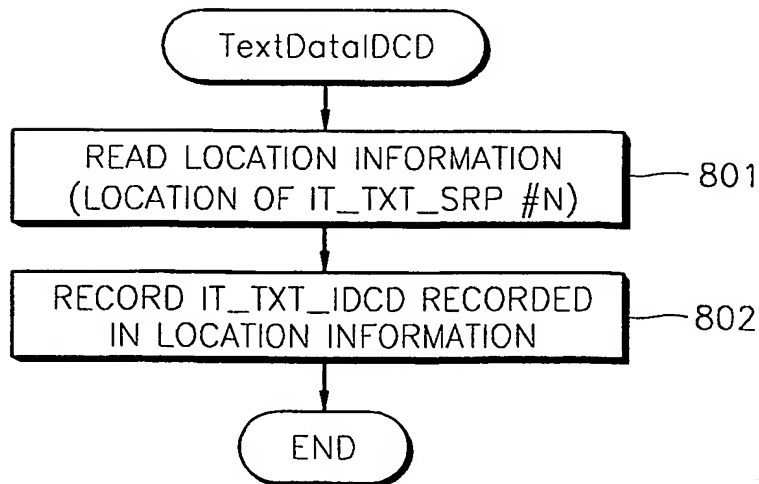 TextDataIDCD
READ LOCATION INFORMATION
(LOCATION OF IT_TXT_SRP #N)
801
RECORD IT_TXT_IDCD RECORDED
IN LOCATION INFORMATION
802
END